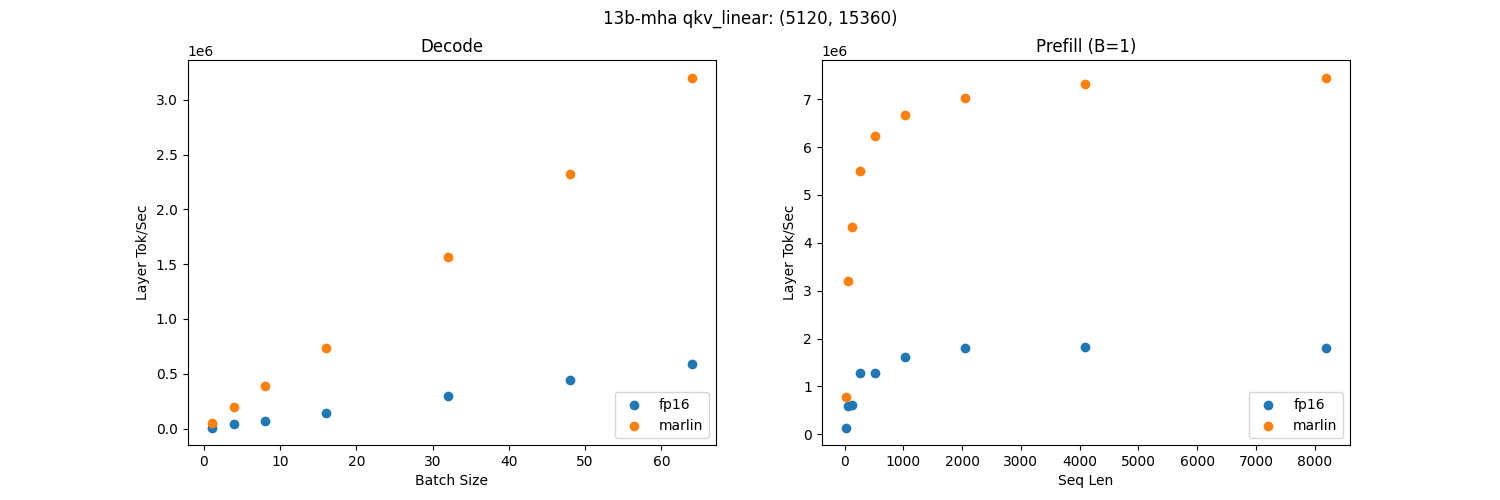 13b-mha qkv_linear: (5120, 15360)
Decode
1e6
3.0
2.5
2.0
1.5
1.0
0.5
0.0
Layer Tok/Sec
0 10 20 30 40 50 60
Batch Size
fp16
marlin
Prefill (B=1)
1e6
7
6
5
4
3
2
1
0
Layer Tok/Sec
0 1000 2000 3000 4000 5000 6000 7000 8000
Seq Len
fp16
marlin